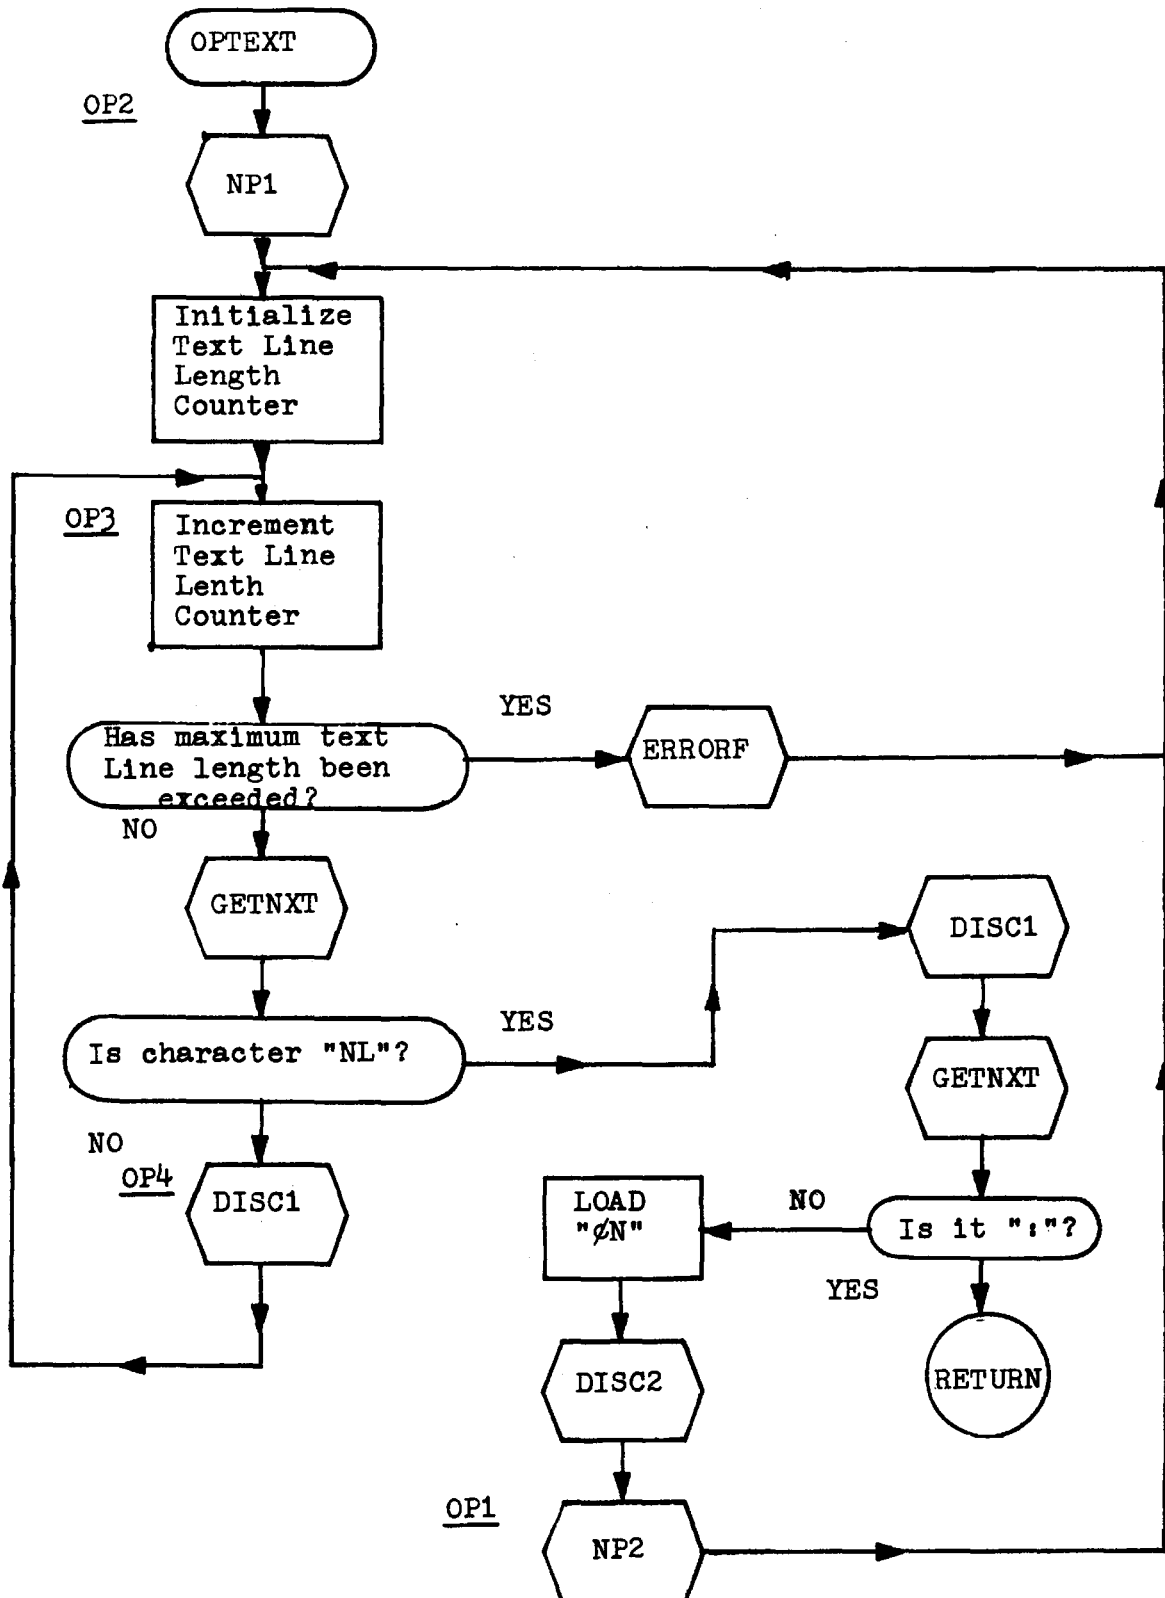 OPTEXT
OP2
NP1
Initialize
Text Line
Length
Counter
OP3
Increment
Text Line
Lenth
Counter
YES
Has maximum text
Line length been
exceeded?
ERRORF
NO
GETNXT
DISC1
YES
Is character "NL"?
GETNXT
NO
OP4
DISC1
LOAD
"ØN"
NO
Is it ":"?
YES
DISC2
RETURN
OP1
NP2